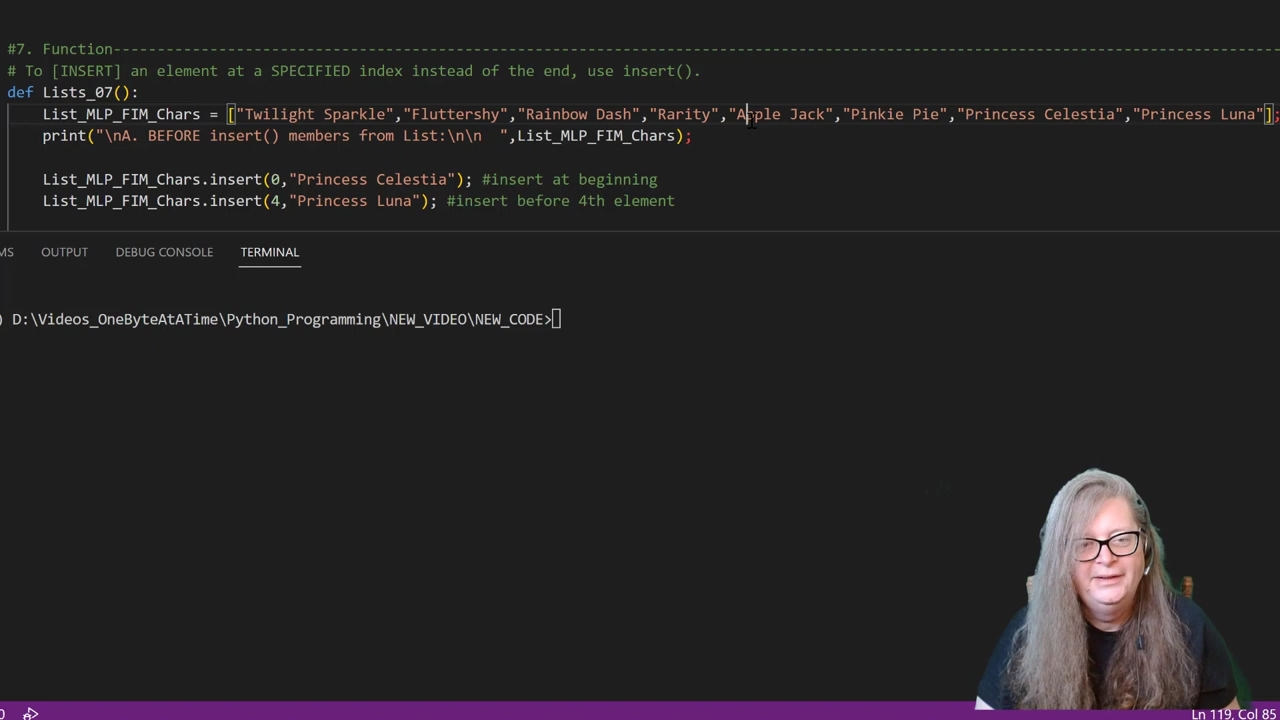 #7. Function-----------------------------------------------------------------------------------------------------------------------------------
# To [INSERT] an element at a SPECIFIED index instead of the end, use insert().
def Lists_07():
List_MLP_FIM_Chars = ["Twilight Sparkle","Fluttershy","Rainbow Dash","Rarity","Apple Jack","Pinkie Pie","Princess Celestia","Princess Luna"];
print("\nA. BEFORE insert() members from List:\n\n  ",List_MLP_FIM_Chars);
List_MLP_FIM_Chars.insert(0,"Princess Celestia"); #insert at beginning
List_MLP_FIM_Chars.insert(4,"Princess Luna"); #insert before 4th element
MS OUTPUT DEBUG CONSOLE TERMINAL
) D:\Videos_OneByteAtATime\Python_Programming\NEW_VIDEO\NEW_CODE>
0 Ln 119, Col 85